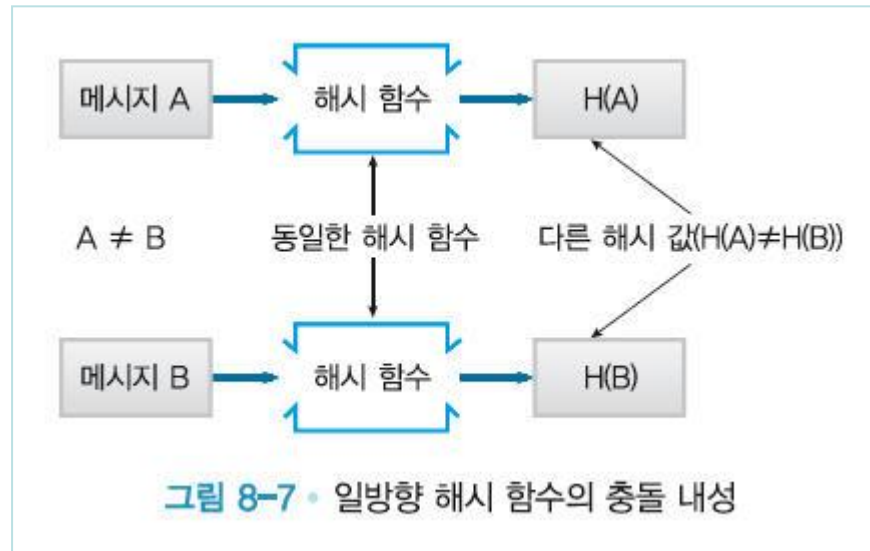 메시지 A
해시 함수
H(A)
A ≠ B
동일한 해시 함수
다른 해시 값(H(A)≠H(B))
메시지 B
해시 함수
H(B)
그림 8-7 • 일방향 해시 함수의 충돌 내성